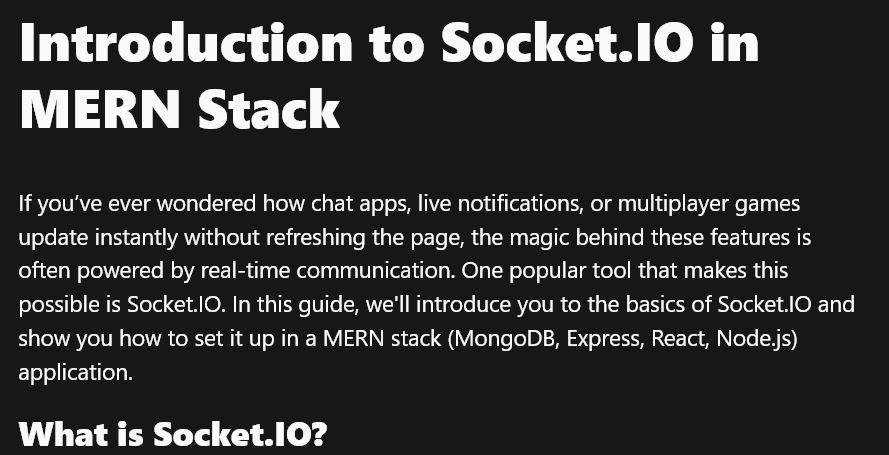 Introduction to Socket.IO in
MERN Stack
If you’ve ever wondered how chat apps, live notifications, or multiplayer games
update instantly without refreshing the page, the magic behind these features is
often powered by real-time communication. One popular tool that makes this
possible is Socket.IO. In this guide, we'll introduce you to the basics of Socket.IO and
show you how to set it up in a MERN stack (MongoDB, Express, React, Node.js)
application.
What is Socket.IO?